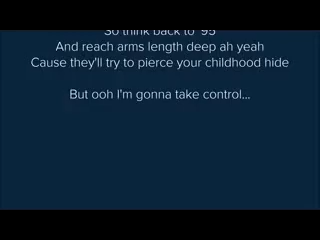 So think back to '95
And reach arms length deep ah yeah
Cause they'll try to pierce your childhood hide
But ooh I'm gonna take control...